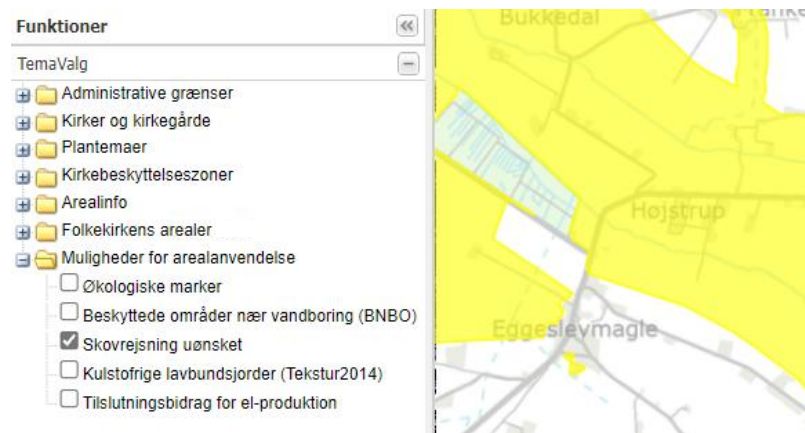 Funktioner
TemaValg
Administrative grænser
Kirker og kirkegårde
Plantemaer
Kirkebeskyttelseszoner
Arealinfo
Folkekirkens arealer
Muligheder for arealanvendelse
Økologiske marker
Beskyttede områder nær vandboring (BNBO)
Skovrejsning uønsket
Kulstofrige lavbundsjorder (Tekstur2014)
Tilslutningsbidrag for el-produktion
Bukkedal
Højstrup
Eggeslevmagle